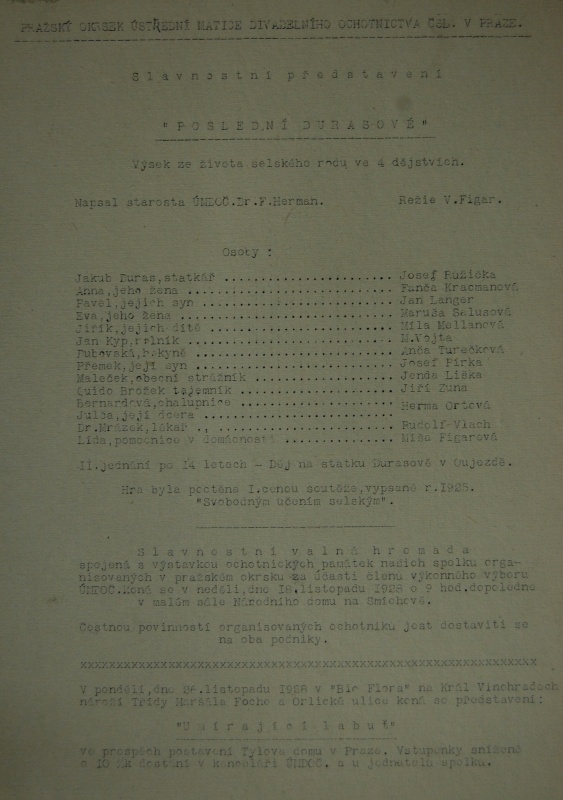 PRAŽSKÝ OKRSEK ÚSTŘEDNÍ MATICE DIVADELNÍHO OCHOTNICTVA ČSL. V PRAZE.
Slavnostní představení
"POSLEDNÍ DURASOVÉ"
Výsek ze života selského rodu ve 4 dějstvích.
Napsal starosta ÚMDOČ.Dr.F.Herman. Režie V.Figar.
Osoby :
Jakub Duras,statkář .................... Josef Růžička
Anna,jeho žena .................... Fanča Kracmanová
Pavel,jejich syn .................... Jan Langer
Eva,jeho žena .................... Maruša Salusová
Jiřík,jejich dítě .................... Míla Mellanová
Jan Kyp,rolník .................... M.Vojta
Dubovská,bokyně .................... Anča Turečková
Přemek,její syn .................... Josef Pírka
Maleček,obecní strážník .................... Jenda Liška
Guido Brožek tajemník .................... Jiří Zuna
Bernardová,chalupnice ....................
Julča,její dcera .................... Herma Ortová
Dr.Mrázek,lékař ., .................... Rudolf Vlach
Lída,pomocnice v domácnosti .................... Míša Figarová
II.jednání po 14 letech - Děj na statku Durasově v Oujezdě.
Hra byla poctěna I.cenou soutěže,vypsané r.1925.
"Svobodným učením selským".
Slavnostní valná hromada
spojená s výstavkou ochotnických památek našich spolků orga-
nisovaných v pražském okrsku za účasti členů výkonného výboru
ÚMDOČ.koná se v neděli,dne 18.listopadu 1928 o 9 hod.dopoledne
v malém sále Národního domu na Smíchově.
Čestnou povinností organisovaných ochotníků jest dostaviti se
na oba podniky.
xxxxxxxxxxxxxxxxxxxxxxxxxxxxxxxxxxxxxxxxxxxxxxxxxxxxxxxxxx
V pondělí,dne 26.listopadu 1928 v "Bio Flora" na Král Vinohradech
nároží Třídy Maršála Foche a Orlické ulice koná se představení:
"Umírající labuť"
ve prospěch postavení Tylova domu v Praze. Vstupenky snížené
o 10 % k dostání v kanceláři ÚMDOČ. a u jednatelů spolků.